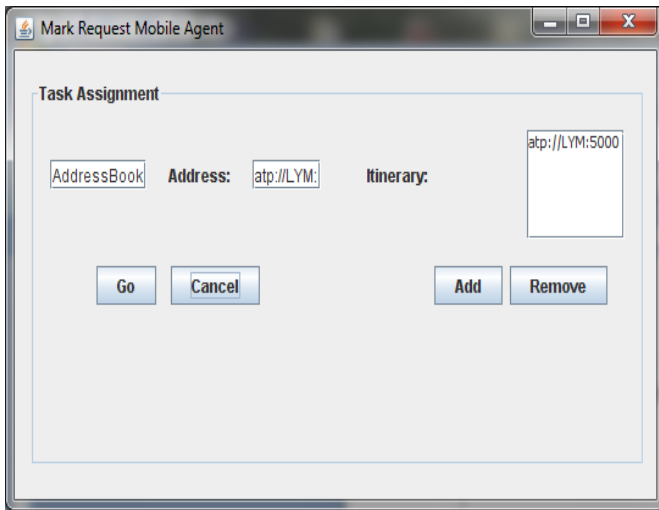 Mark Request Mobile Agent
Task Assignment
AddressBook Address: atp://LYM: Itinerary: atp://LYM:5000
Go Cancel Add Remove